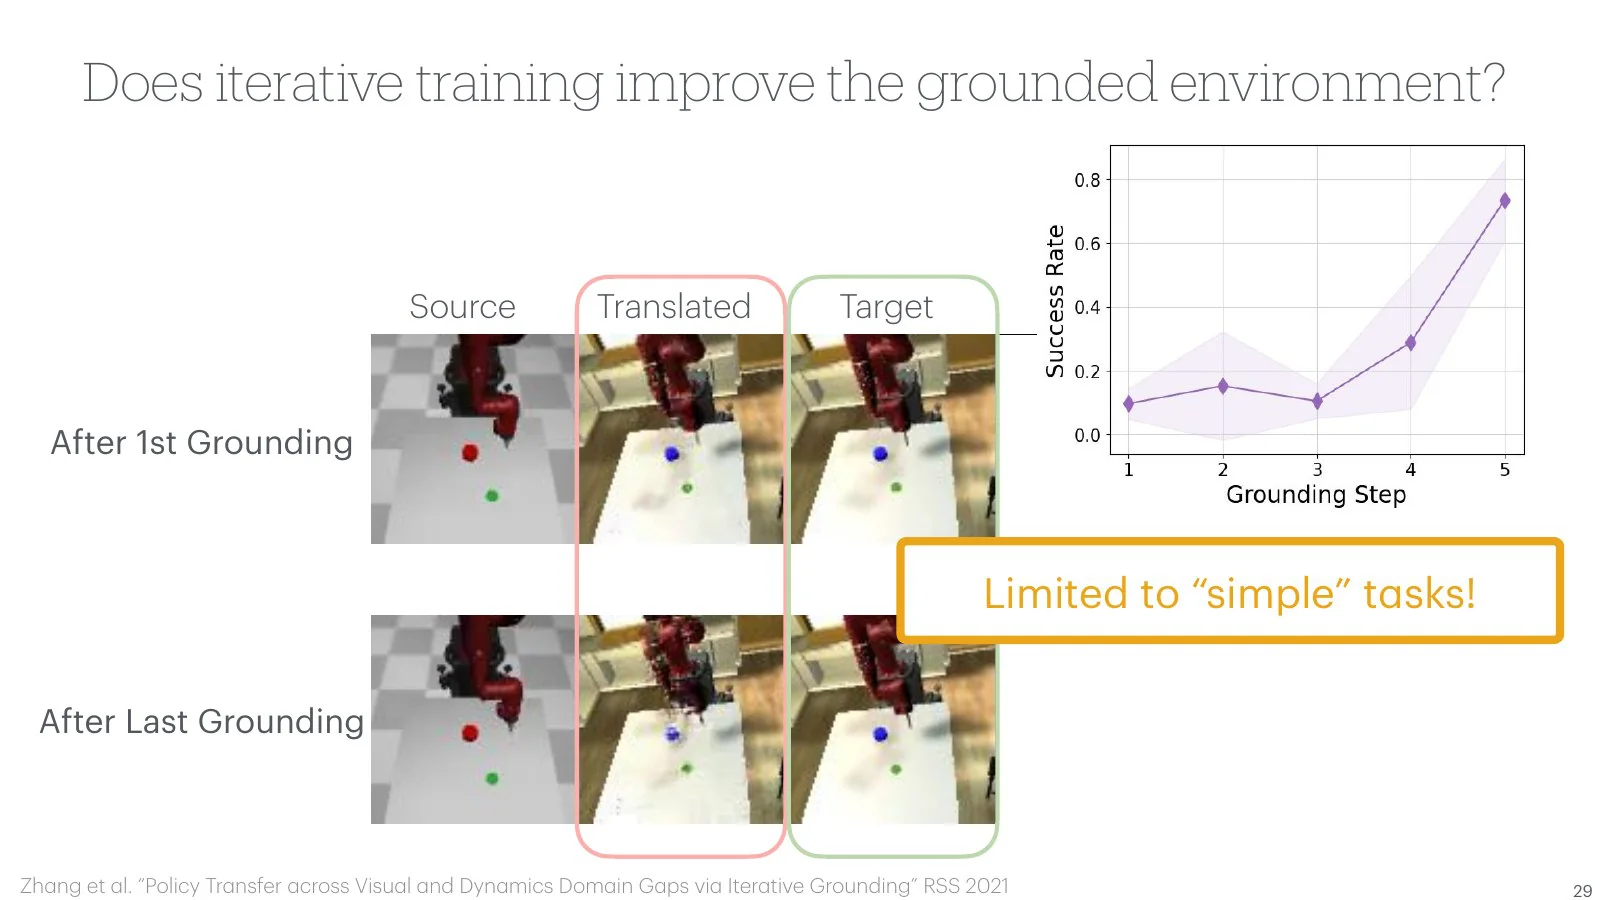 Does iterative training improve the grounded environment?
Source
Translated
Target
After 1st Grounding
After Last Grounding
Success Rate
0.8
0.6
0.4
0.2
0.0
1 2 3 4 5
Grounding Step
Limited to “simple” tasks!
Zhang et al. “Policy Transfer across Visual and Dynamics Domain Gaps via Iterative Grounding” RSS 2021
29